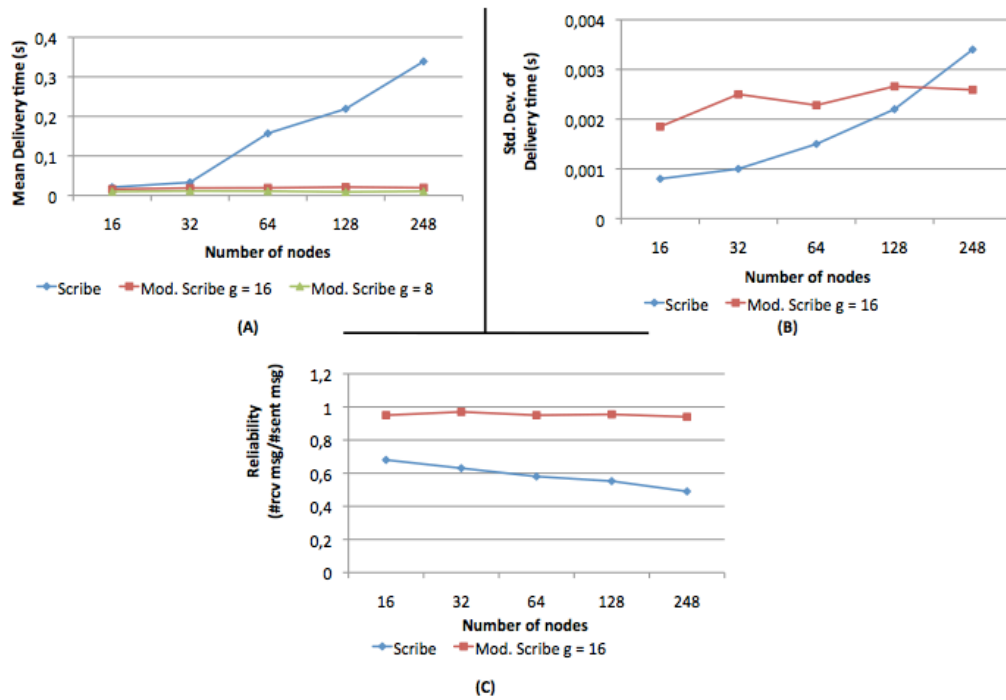 0,4
0,3
0,2
0,1
0
Mean Delivery time (s)
16 32 64 128 248
Number of nodes
Scribe Mod. Scribe g = 16 Mod. Scribe g = 8
(A)
0,004
0,003
0,002
0,001
0
Std. Dev. of
Delivery time (s)
16 32 64 128 248
Number of nodes
Scribe Mod. Scribe g = 16
(B)
1,2
1
0,8
0,6
0,4
0,2
0
Reliability
(#rcv msg/#sent msg)
16 32 64 128 248
Number of nodes
Scribe Mod. Scribe g = 16
(C)